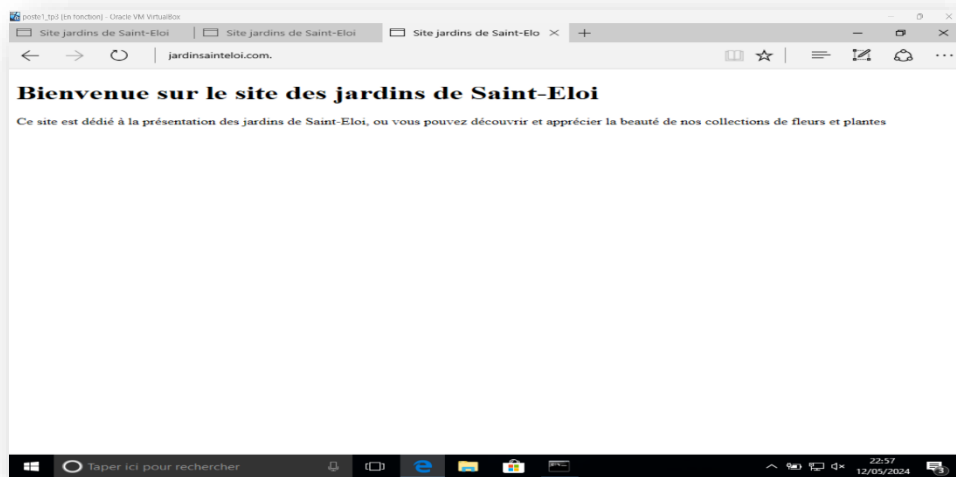 poste1_tp3 [En fonction] - Oracle VM VirtualBox
Site jardins de Saint-Eloi
Site jardins de Saint-Eloi
Site jardins de Saint-Elo
jardinsainteloi.com.
Bienvenue sur le site des jardins de Saint-Eloi
Ce site est dédié à la présentation des jardins de Saint-Eloi, ou vous pouvez découvrir et apprécier la beauté de nos collections de fleurs et plantes
Taper ici pour rechercher
22:57
12/05/2024
3